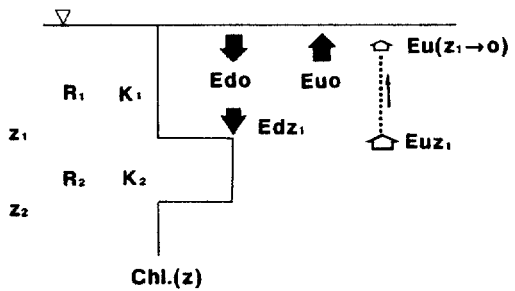 Eu(z₁→o)
Edo Euo
R₁ K₁
Edz₁
z₁ Euz₁
R₂ K₂
z₂
Chl.(z)